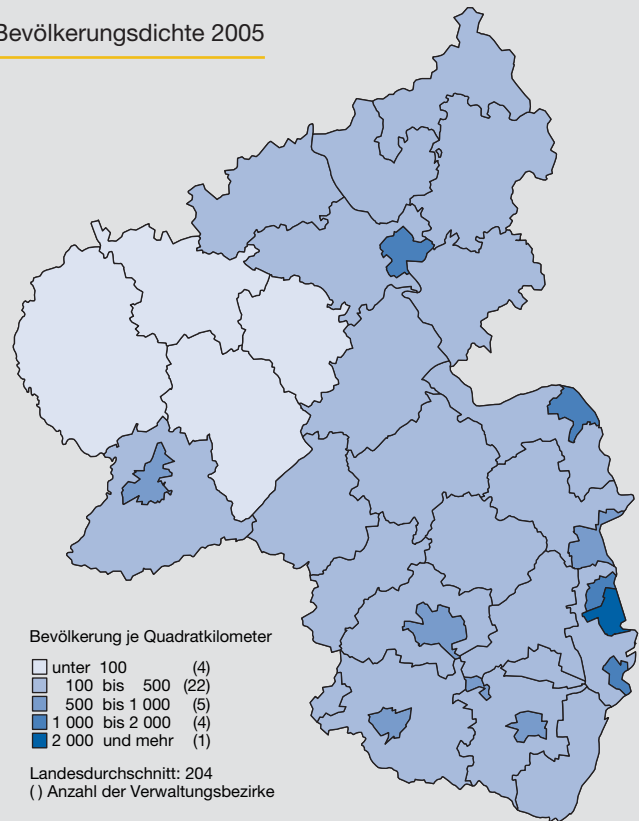 Bevölkerungsdichte 2005
Bevölkerung je Quadratkilometer
unter 100 (4)
100 bis 500 (22)
500 bis 1 000 (5)
1 000 bis 2 000 (4)
2 000 und mehr (1)
Landesdurchschnitt: 204
( ) Anzahl der Verwaltungsbezirke